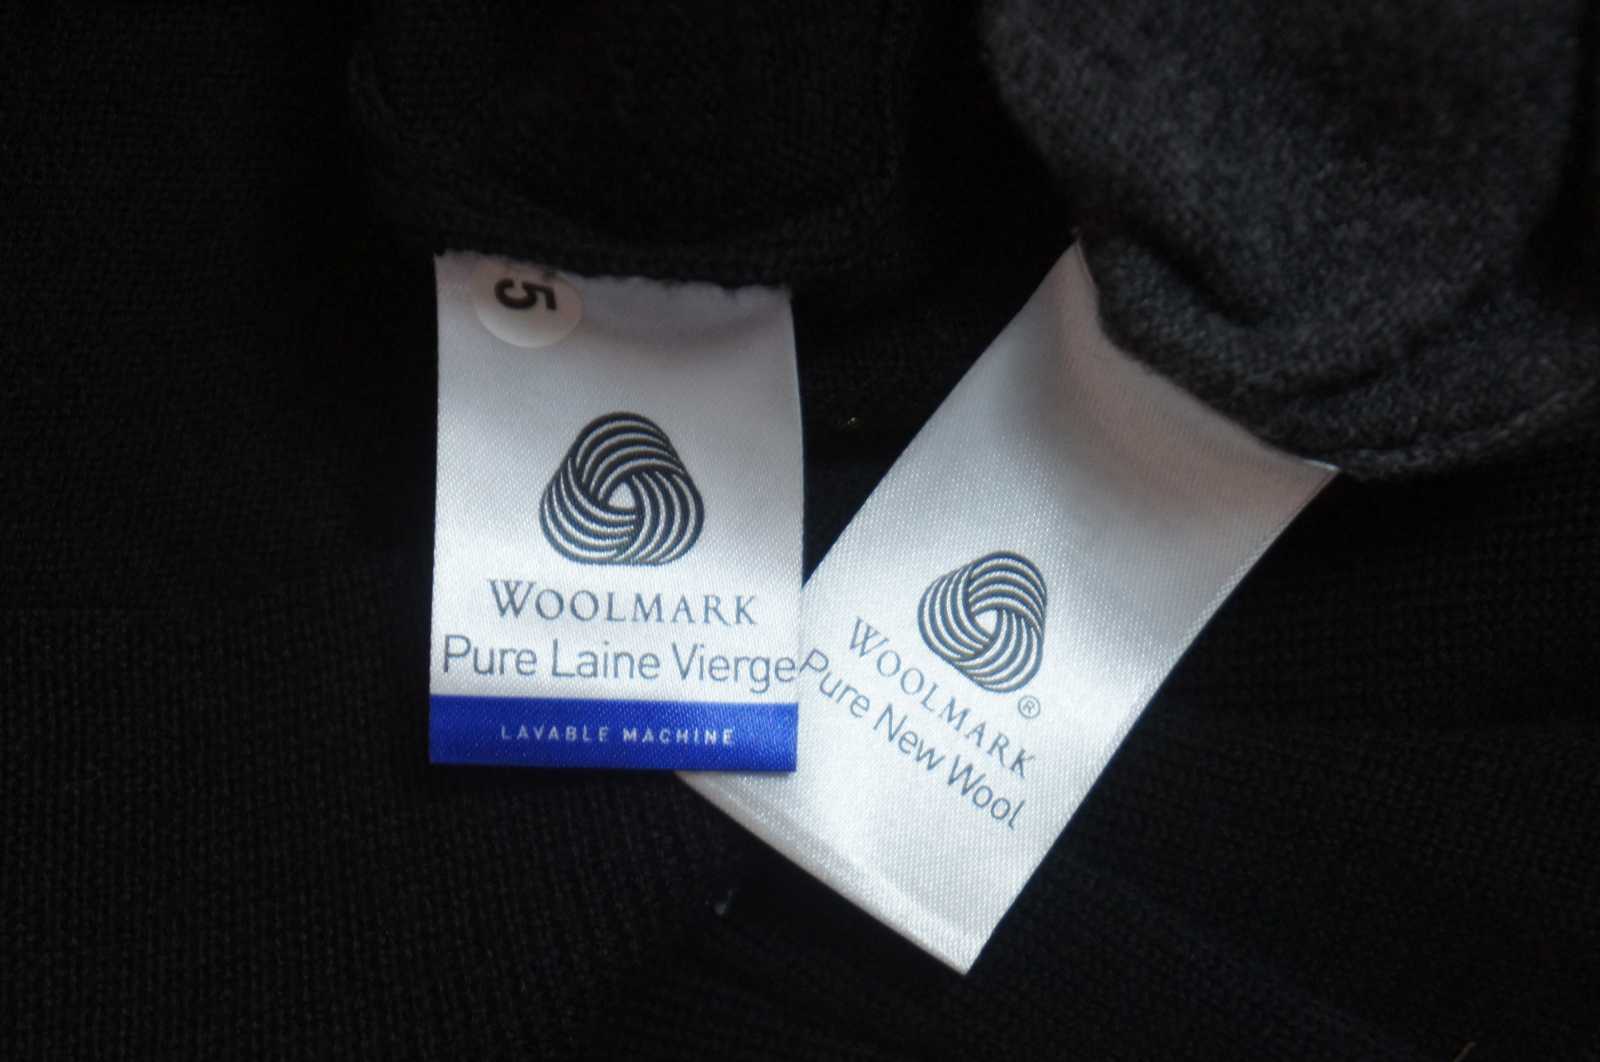 5
WOOLMARK
Pure Laine Vierge
LAVABLE MACHINE
WOOLMARK ®
Pure New Wool